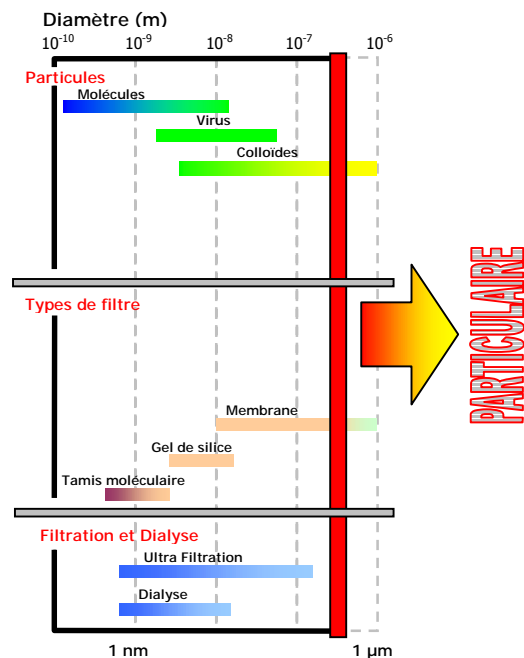 Diamètre (m)
10-10 10-9 10-8 10-7 10-6
Particules
Molécules
Virus
Colloïdes
PARTICULAIRE
Types de filtre
Membrane
Gel de silice
Tamis moléculaire
Filtration et Dialyse
Ultra Filtration
Dialyse
1 nm 1 µm